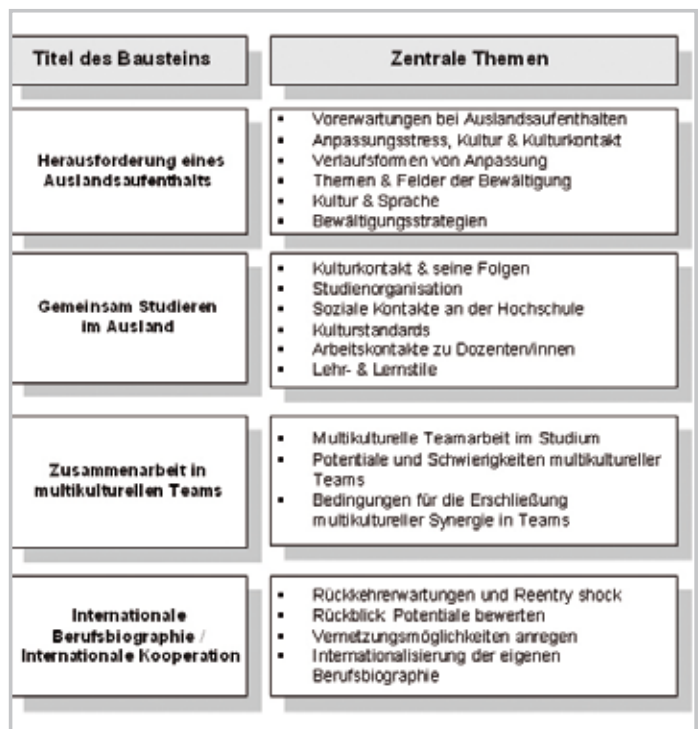 Titel des Bausteins
Zentrale Themen
Herausforderung eines
Auslandsaufenthalts
▪ Vorerwartungen bei Auslandsaufenthalten
▪ Anpassungsstress, Kultur & Kulturkontakt
▪ Verlaufsformen von Anpassung
▪ Themen & Felder der Bewältigung
▪ Kultur & Sprache
▪ Bewältigungsstrategien
Gemeinsam Studieren
im Ausland
▪ Kulturkontakt & seine Folgen
▪ Studienorganisation
▪ Soziale Kontakte an der Hochschule
▪ Kulturstandards
▪ Arbeitskontakte zu Dozenten/innen
▪ Lehr- & Lernstile
Zusammenarbeit in
multikulturellen Teams
▪ Multikulturelle Teamarbeit im Studium
▪ Potentiale und Schwierigkeiten multikultureller
Teams
▪ Bedingungen für die Erschließung
multikultureller Synergie in Teams
Internationale
Berufsbiographie /
Internationale Kooperation
▪ Rückkehrerwartungen und Reentry shock
▪ Rückblick Potentiale bewerten
▪ Vernetzungsmöglichkeiten anregen
▪ Internationalisierung der eigenen
Berufsbiographie